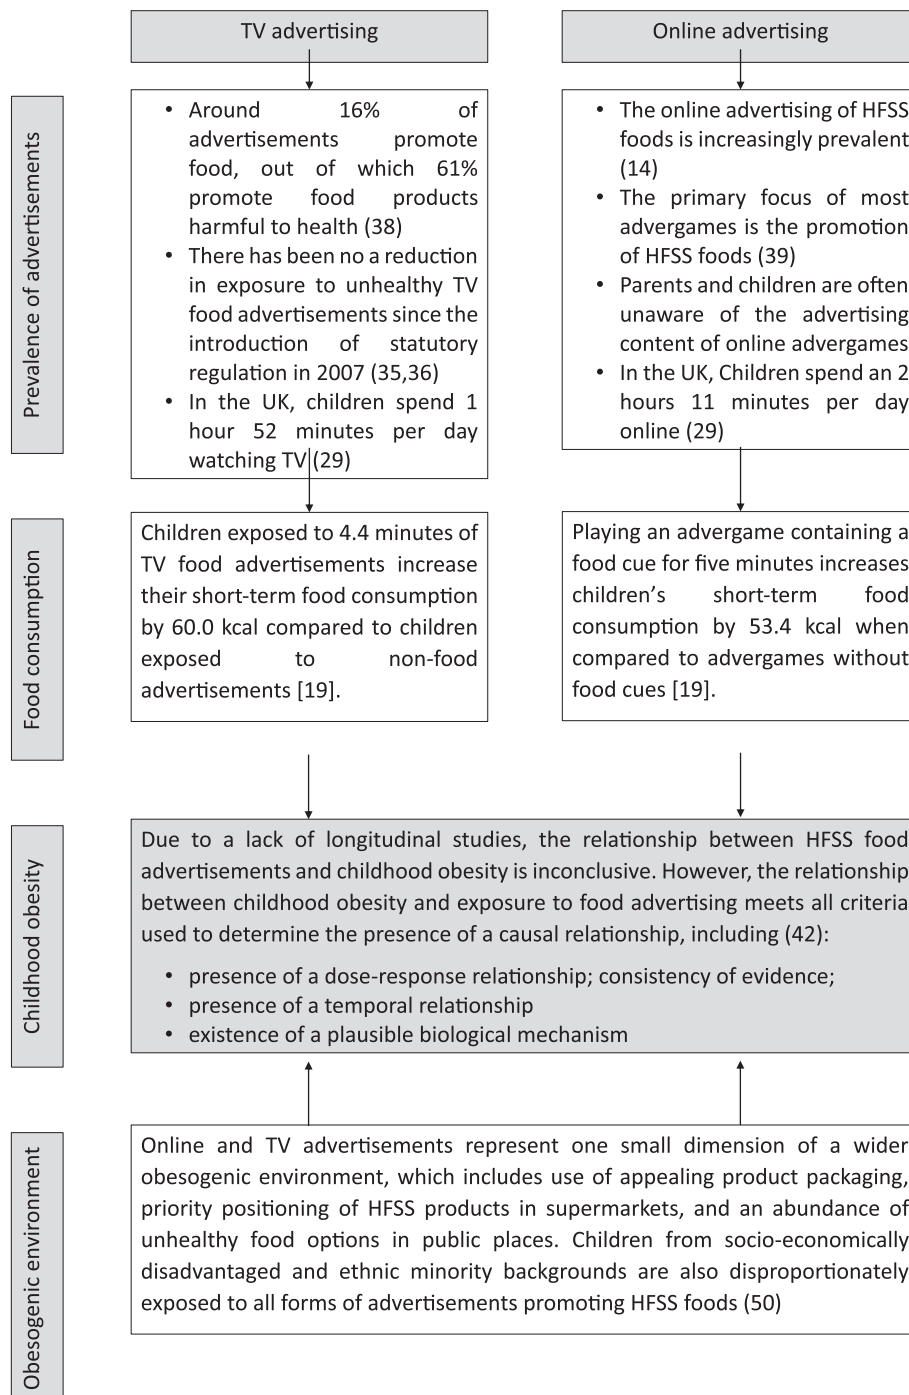 TV advertising
Online advertising
Prevalence of advertisements
• Around 16% of
advertisements promote
food, out of which 61%
promote food products
harmful to health (38)
• There has been no a reduction
in exposure to unhealthy TV
food advertisements since the
introduction of statutory
regulation in 2007 (35,36)
• In the UK, children spend 1
hour 52 minutes per day
watching TV (29)
• The online advertising of HFSS
foods is increasingly prevalent
(14)
• The primary focus of most
advergames is the promotion
of HFSS foods (39)
• Parents and children are often
unaware of the advertising
content of online advergames
• In the UK, Children spend an 2
hours 11 minutes per day
online (29)
Food consumption
Children exposed to 4.4 minutes of
TV food advertisements increase
their short-term food consumption
by 60.0 kcal compared to children
exposed to non-food
advertisements [19].
Playing an advergame containing a
food cue for five minutes increases
children’s short-term food
consumption by 53.4 kcal when
compared to advergames without
food cues [19].
Childhood obesity
Due to a lack of longitudinal studies, the relationship between HFSS food
advertisements and childhood obesity is inconclusive. However, the relationship
between childhood obesity and exposure to food advertising meets all criteria
used to determine the presence of a causal relationship, including (42):
• presence of a dose-response relationship; consistency of evidence;
• presence of a temporal relationship
• existence of a plausible biological mechanism
Obesogenic environment
Online and TV advertisements represent one small dimension of a wider
obesogenic environment, which includes use of appealing product packaging,
priority positioning of HFSS products in supermarkets, and an abundance of
unhealthy food options in public places. Children from socio-economically
disadvantaged and ethnic minority backgrounds are also disproportionately
exposed to all forms of advertisements promoting HFSS foods (50)